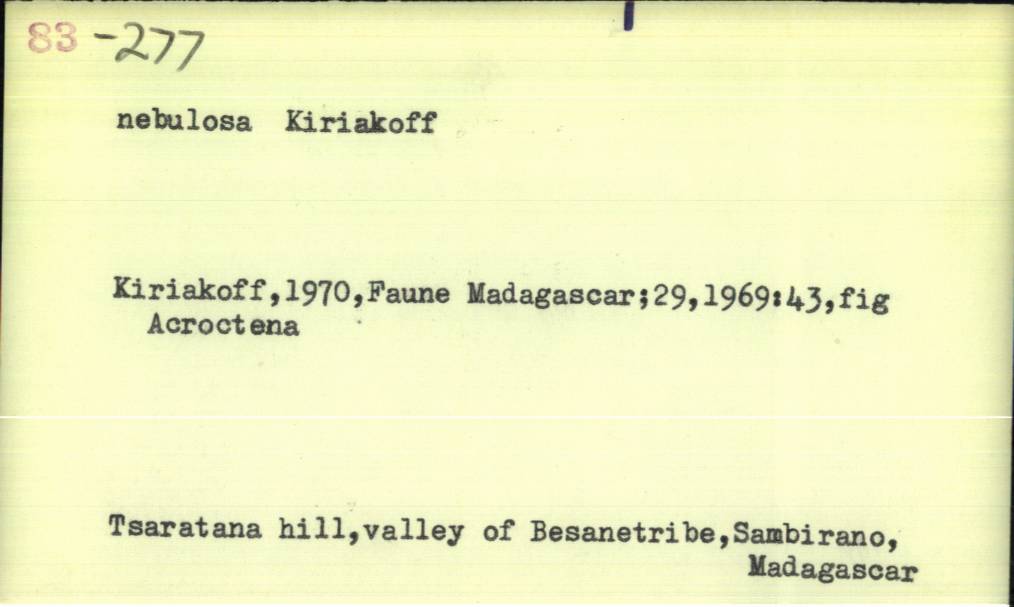 83 -277
nebulosa Kiriakoff
Kiriakoff,1970,Faune Madagascar;29,1969:43,fig
Acroctena
Tsaratana hill,valley of Besanetribe,Sambirano,
Madagascar